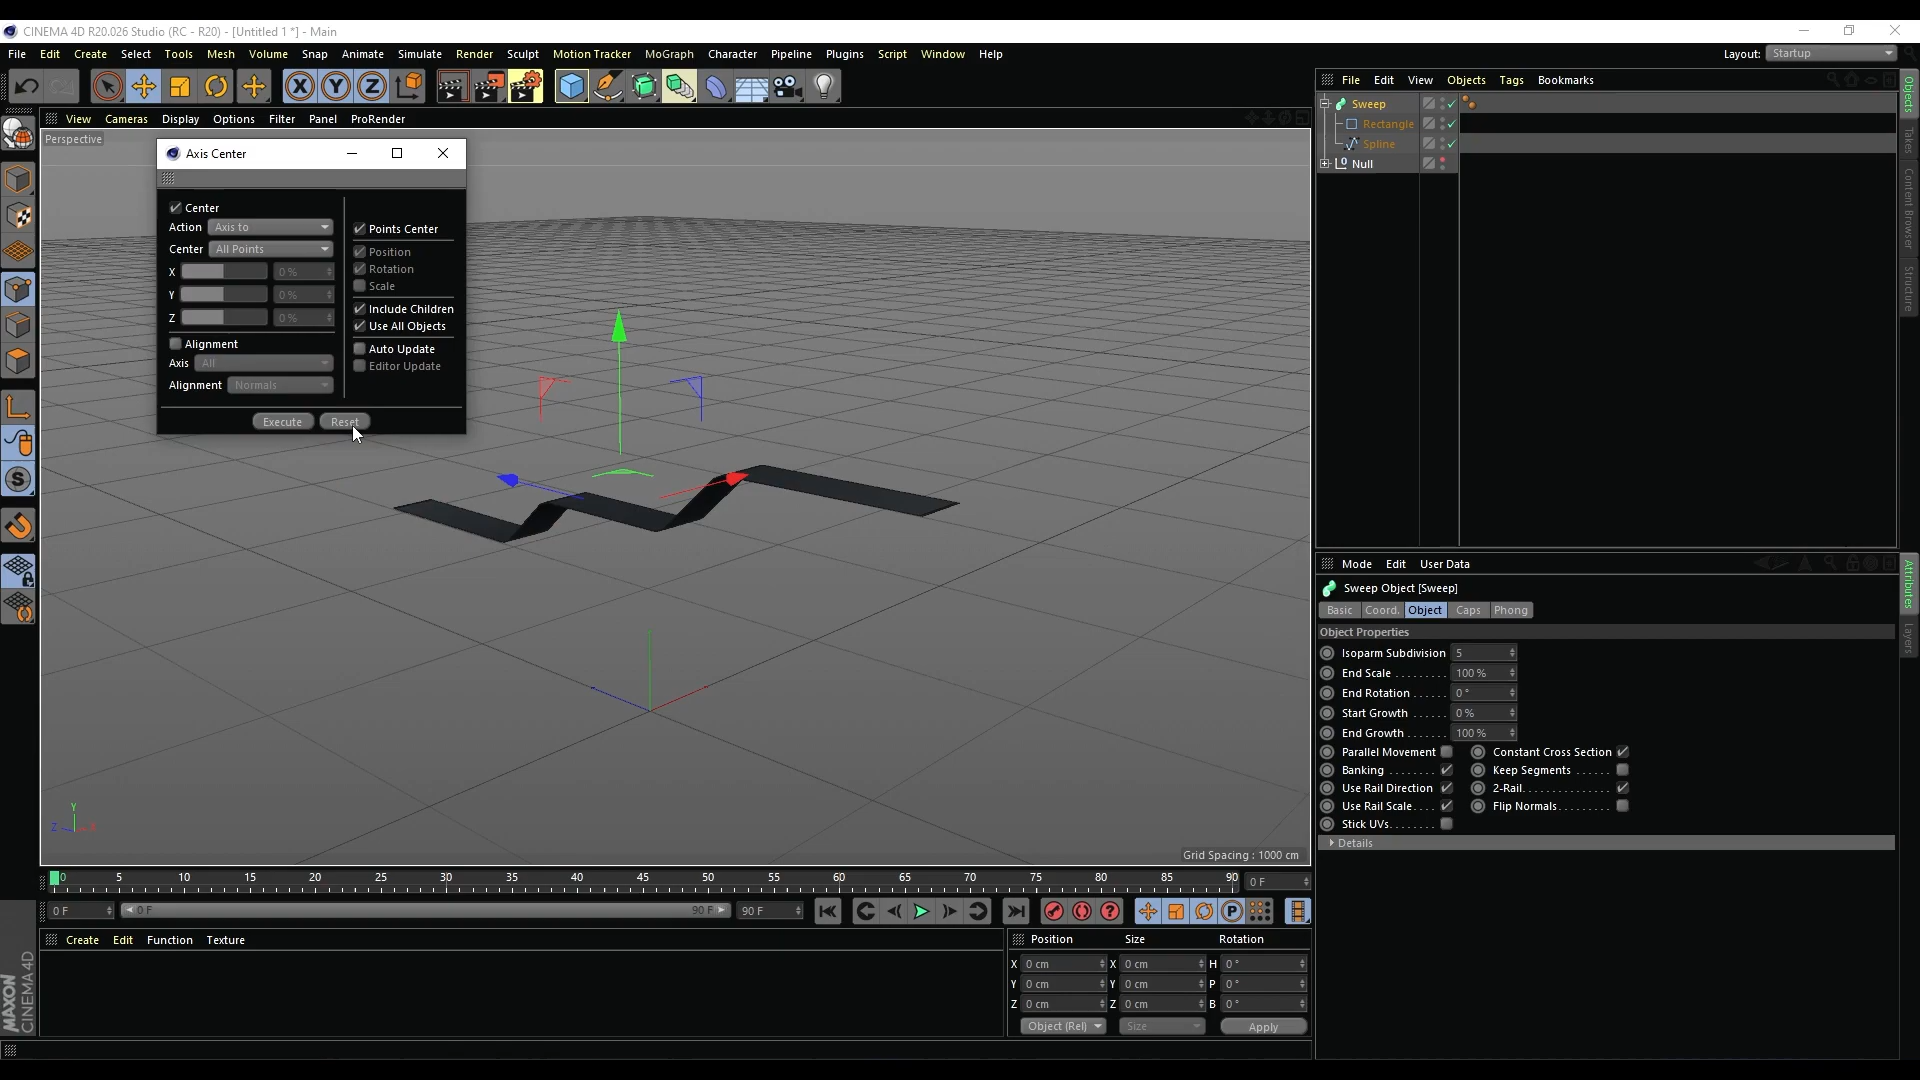 CINEMA 4D R20.026 Studio (RC - R20) - [Untitled 1 *] - Main
File Edit Create Select Tools Mesh Volume Snap Animate Simulate Render Sculpt Motion Tracker MoGraph Character Pipeline Plugins Script Window Help
Layout: Startup
X Y Z
File Edit View Objects Tags Bookmarks
View Cameras Display Options Filter Panel ProRender
Perspective
Axis Center
Center
Action Axis to
Center All Points
X 0 %
Y 0 %
Z 0 %
Alignment
Axis All
Alignment Normals
Points Center
Position
Rotation
Scale
Include Children
Use All Objects
Auto Update
Editor Update
Execute Reset
Sweep
Rectangle
Spline
Null
Objects
Takes
Content Browser
Structure
S
Y
Z X
Grid Spacing : 1000 cm
Mode Edit User Data
Sweep Object [Sweep]
Basic Coord. Object Caps Phong
Object Properties
Isoparm Subdivision 5
End Scale . . . . . . . . 100 %
End Rotation . . . . . . 0 °
Start Growth . . . . . . 0 %
End Growth . . . . . . . 100 %
Parallel Movement Constant Cross Section
Banking . . . . . . . . Keep Segments . . . . . .
Use Rail Direction 2-Rail. . . . . . . . . . . . . . .
Use Rail Scale. . . . Flip Normals. . . . . . . . .
Stick UVs. . . . . . . .
Details
Attributes
Layers
0 5 10 15 20 25 30 35 40 45 50 55 60 65 70 75 80 85 90
0 F
0 F 0 F 90 F 90 F
P
Create Edit Function Texture
Position Size Rotation
X 0 cm X 0 cm H 0 °
Y 0 cm Y 0 cm P 0 °
Z 0 cm Z 0 cm B 0 °
Object (Rel) Size Apply
MAXON
CINEMA 4D